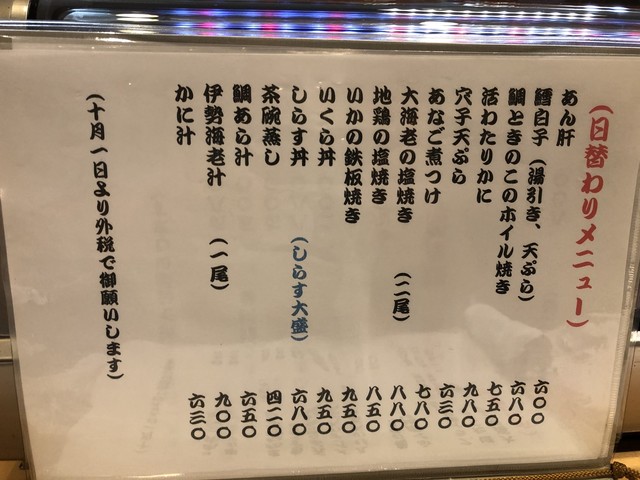 (日替わりメニュー)
あん肝 六〇〇
鱈白子(湯引き、天ぷら) 六八〇
鯛ときのこのホイル焼き 七五〇
活わたりかに 九八〇
穴子天ぷら 六三〇
あなご煮つけ 七八〇
大海老の塩焼き(二尾) 八八〇
地鶏の塩焼き 八五〇
いかの鉄板焼き 九五〇
いくら丼 九五〇
しらす丼(しらす大盛) 六八〇
茶碗蒸し 四二〇
鯛あら汁 六五〇
伊勢海老汁(一尾) 九〇〇
かに汁 六三〇
(十月一日より外税で御願いします)